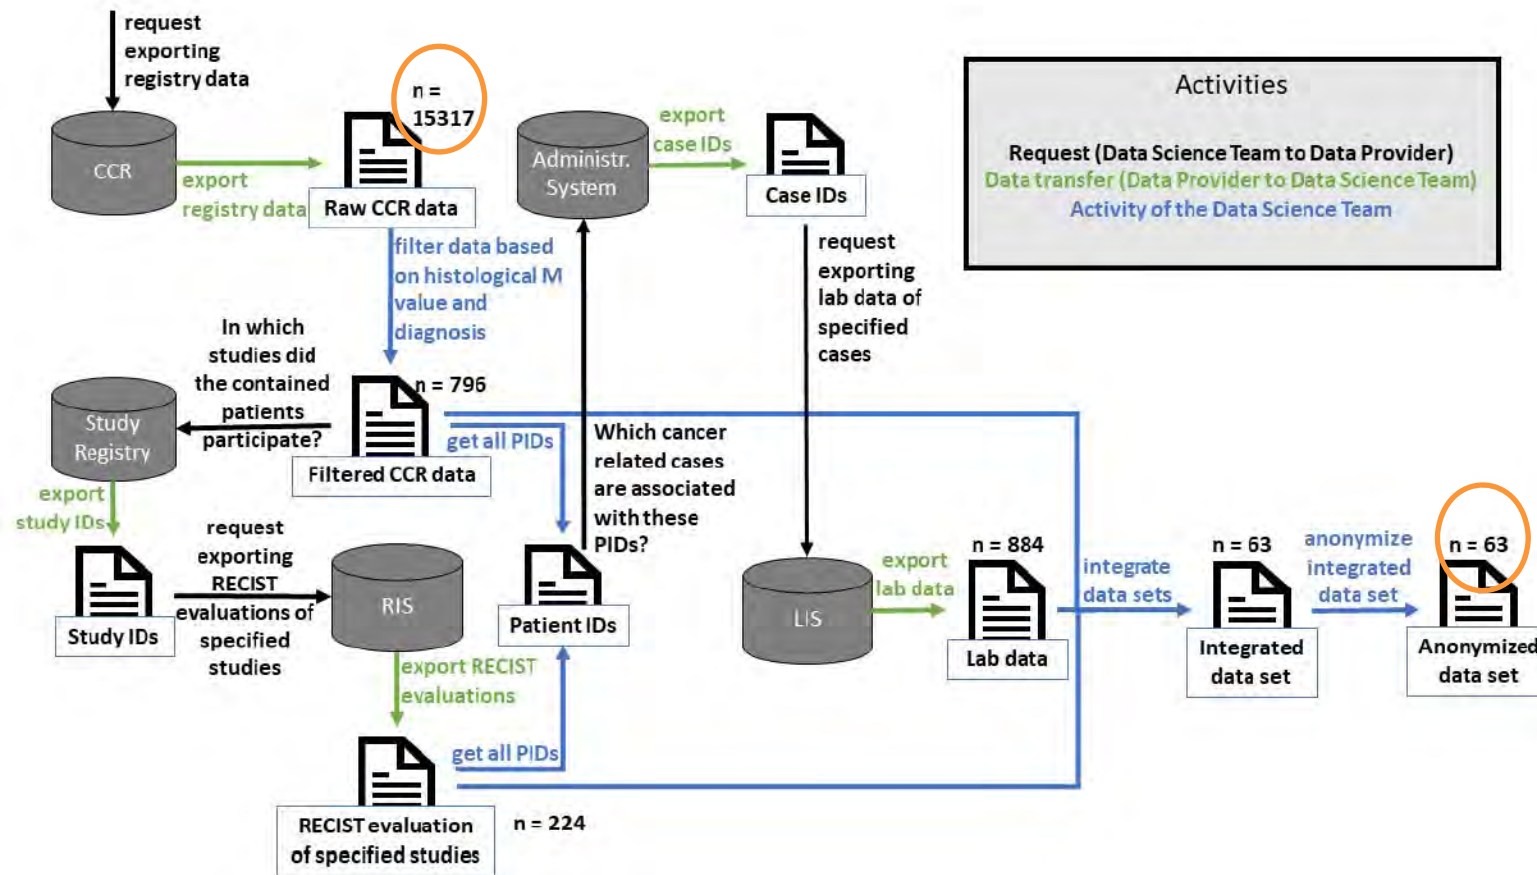 request
exporting
registry data
CCR
export
registry data
n =
15317
Raw CCR data
Administr.
System
export
case IDs
Case IDs
Activities
Request (Data Science Team to Data Provider)
Data transfer (Data Provider to Data Science Team)
Activity of the Data Science Team
filter data based
on histological M
value and
diagnosis
request
exporting
lab data of
specified
cases
In which
studies did
the contained
patients
participate?
n = 796
Filtered CCR data
Study
Registry
get all PIDs
Which cancer
related cases
are associated
with these
PIDs?
export
study IDs
Study IDs
request
exporting
RECIST
evaluations of
specified
studies
RIS
Patient IDs
LIS
export
lab data
n = 884
Lab data
integrate
data sets
n = 63
Integrated
data set
anonymize
integrated
data set
n = 63
Anonymized
data set
export RECIST
evaluations
get all PIDs
RECIST evaluation
of specified studies
n = 224